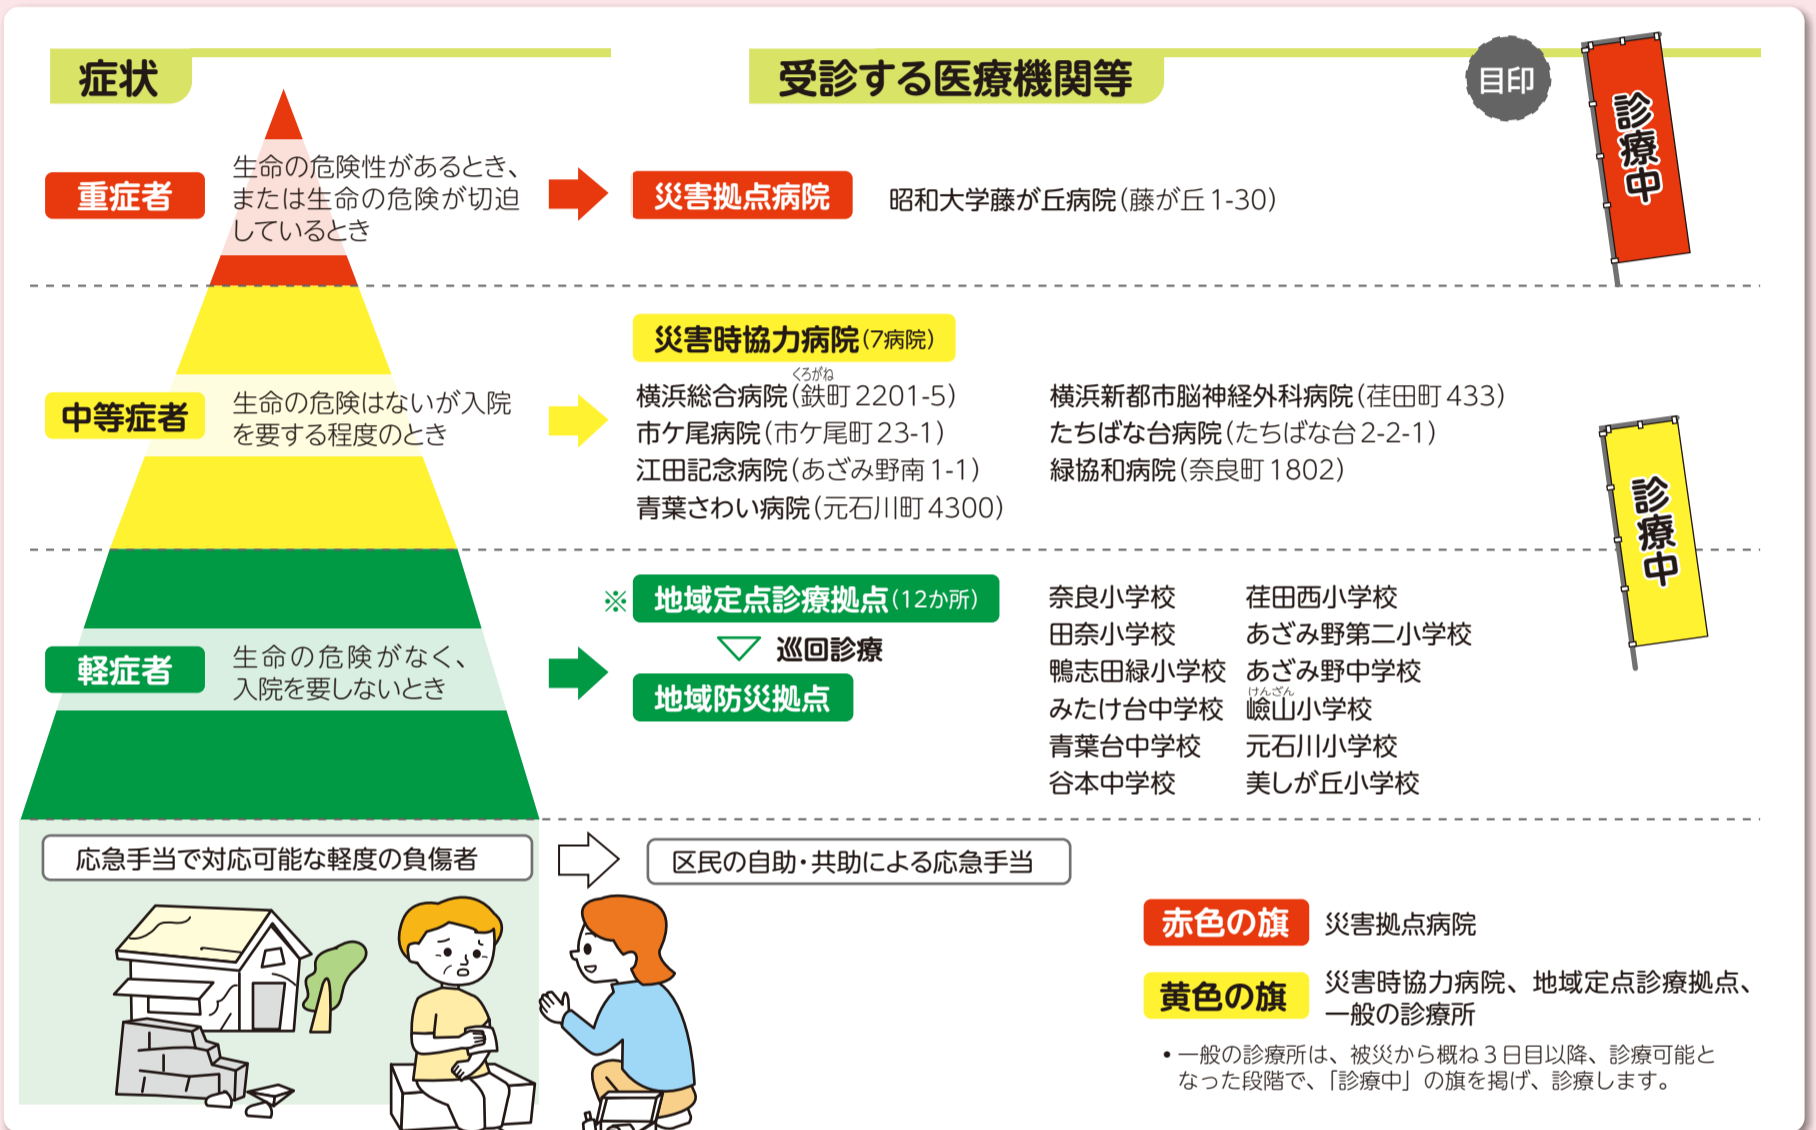 症状
受診する医療機関等
目印
診療中
重症者
生命の危険性があるとき、
または生命の危険が切迫
しているとき
災害拠点病院
昭和大学藤が丘病院(藤が丘1-30)
中等症者
生命の危険はないが入院
を要する程度のとき
災害時協力病院(7病院)
くろがね
横浜総合病院(鉄町2201-5)
市ケ尾病院(市ケ尾町23-1)
江田記念病院(あざみ野南1-1)
青葉さわい病院(元石川町4300)
横浜新都市脳神経外科病院(荏田町433)
たちばな台病院(たちばな台2-2-1)
緑協和病院(奈良町1802)
診療中
軽症者
生命の危険がなく、
入院を要しないとき
※ 地域定点診療拠点(12か所)
巡回診療
地域防災拠点
奈良小学校
田奈小学校
鴨志田緑小学校
みたけ台中学校
青葉台中学校
谷本中学校
荏田西小学校
あざみ野第二小学校
あざみ野中学校
けんざん
嶮山小学校
元石川小学校
美しが丘小学校
応急手当で対応可能な軽度の負傷者
区民の自助・共助による応急手当
赤色の旗 災害拠点病院
黄色の旗 災害時協力病院、地域定点診療拠点、
一般の診療所
• 一般の診療所は、被災から概ね3日目以降、診療可能と
なった段階で、「診療中」の旗を掲げ、診療します。